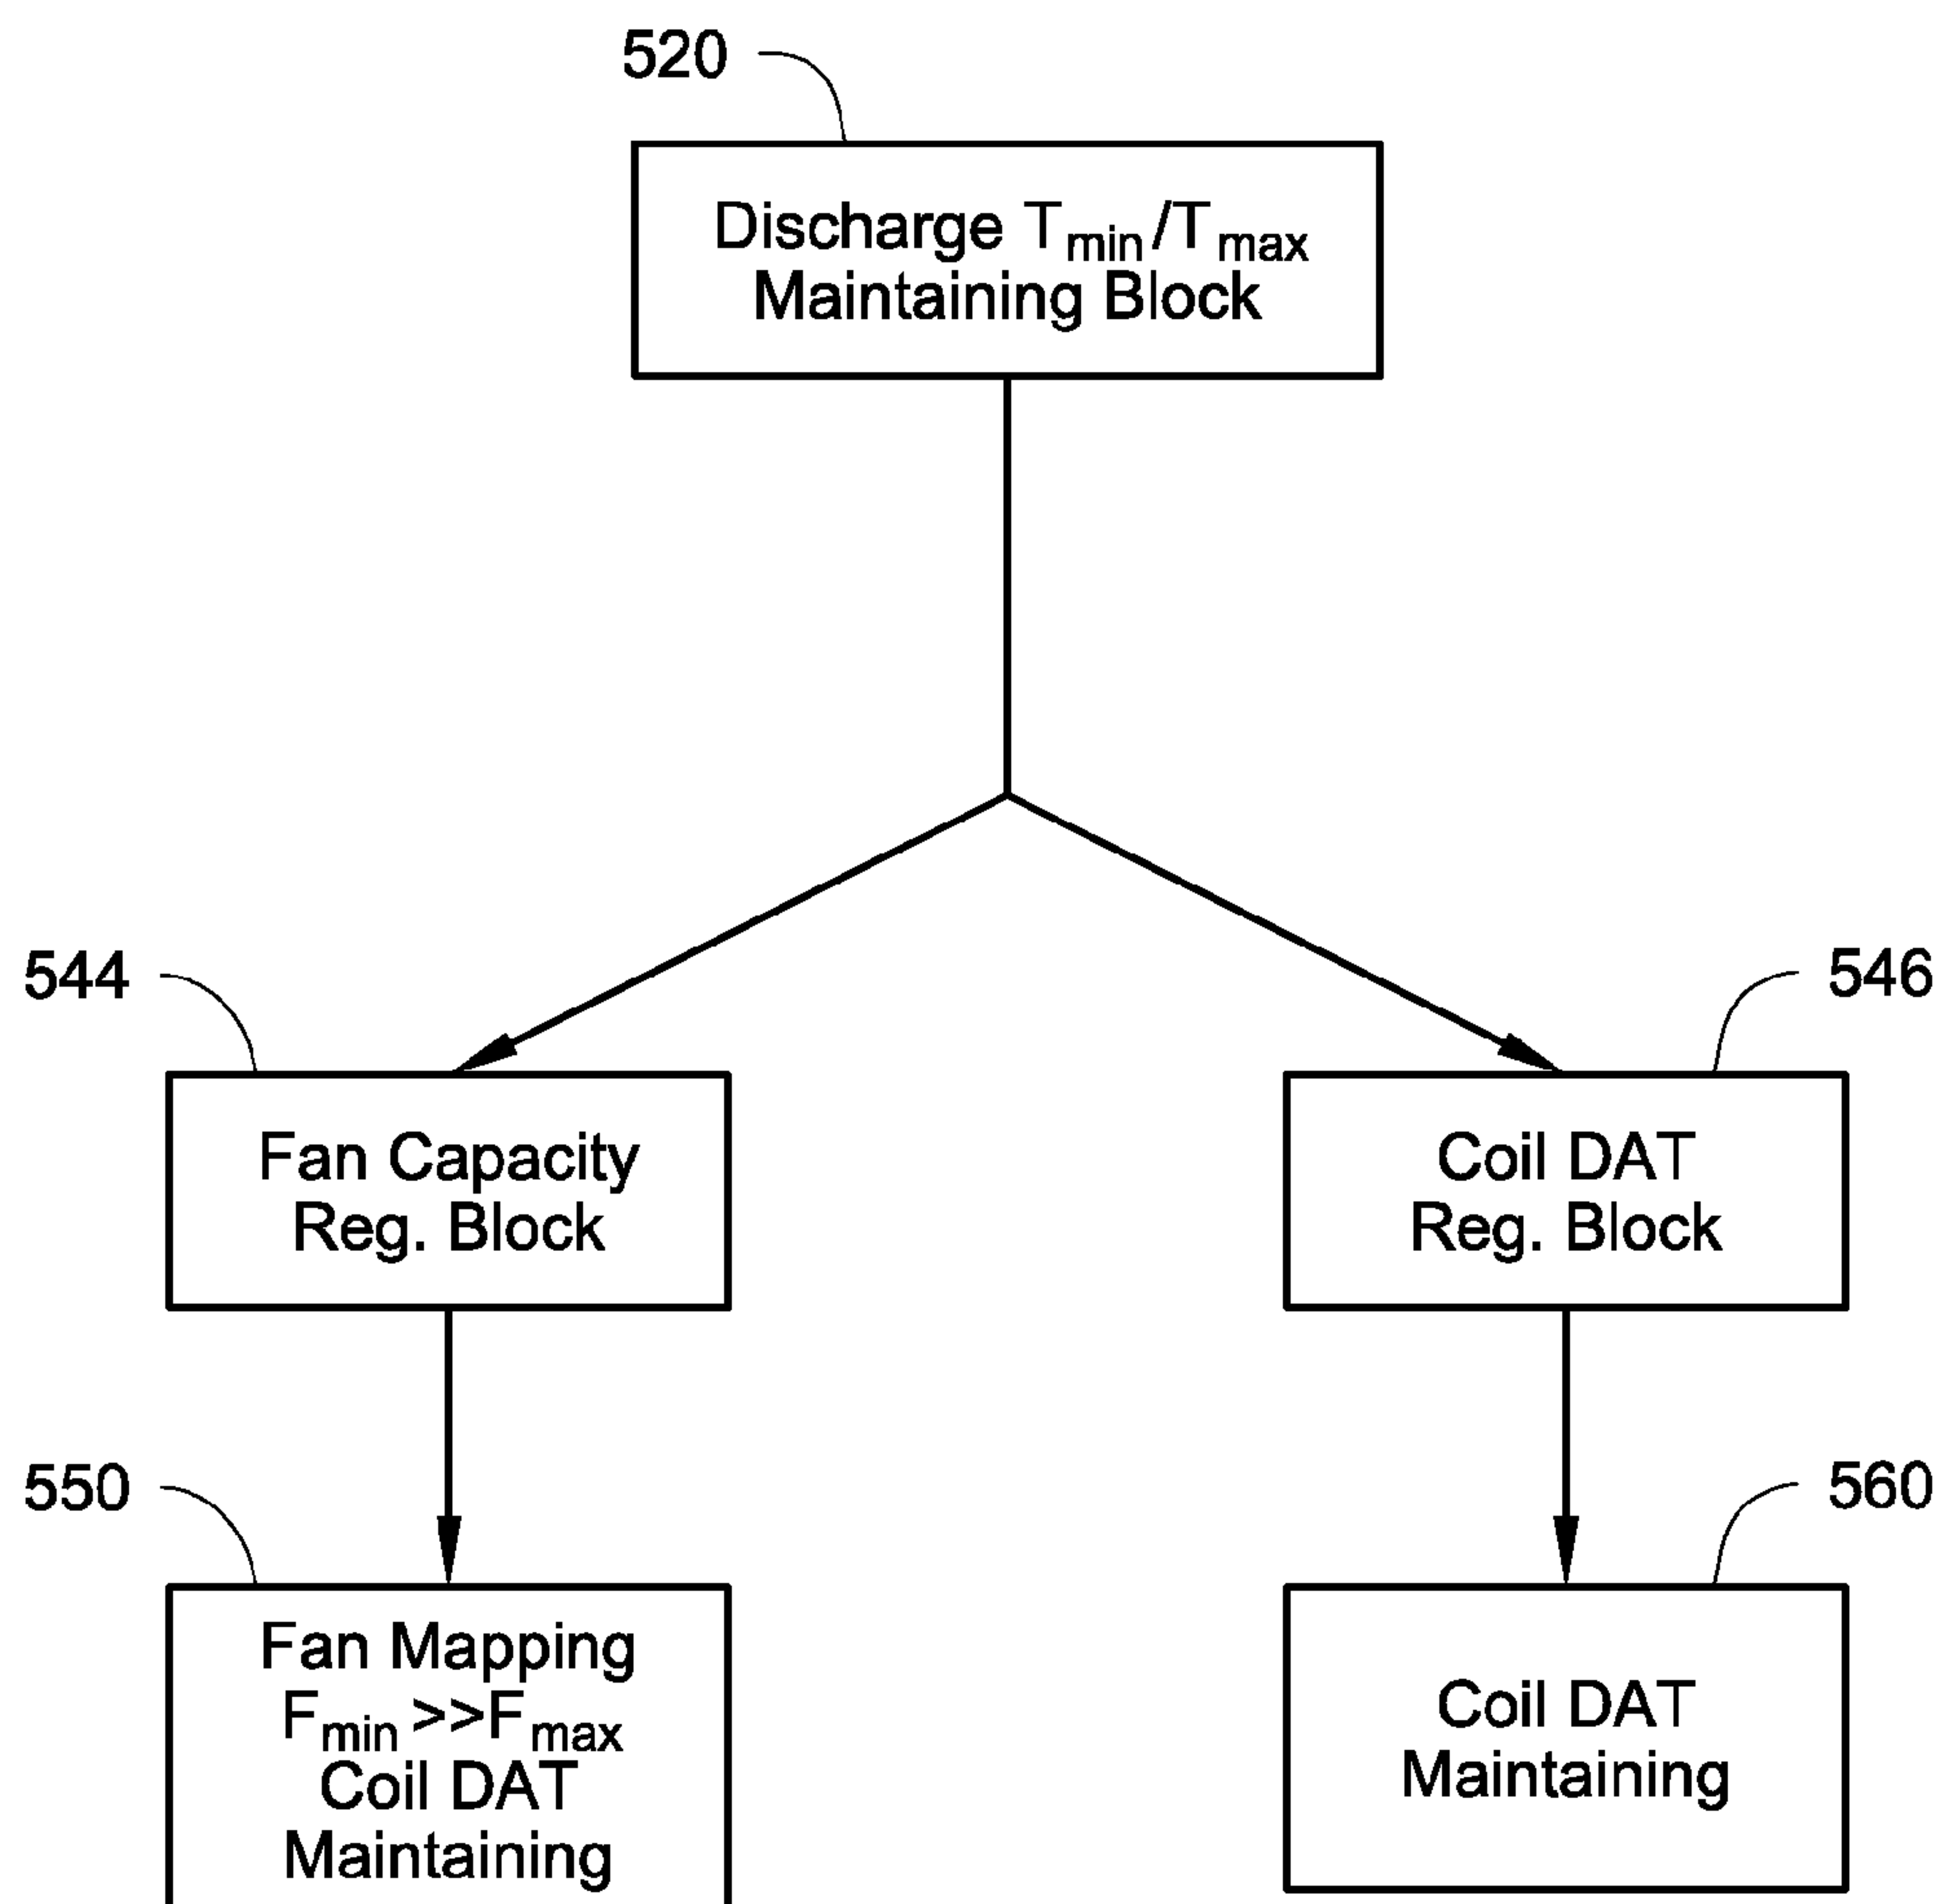 520
Discharge Tmin/Tmax
Maintaining Block
544
546
Fan Capacity
Reg. Block
Coil DAT
Reg. Block
550
560
Fan Mapping
Fmin >>Fmax
Coil DAT
Maintaining
Coil DAT
Maintaining